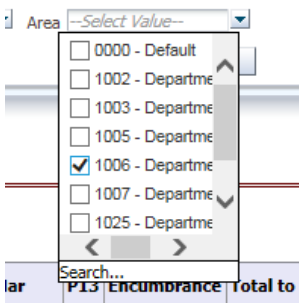 Area --Select Value--
0000 - Default
1002 - Departme
1003 - Departme
1005 - Departme
1006 - Departme
1007 - Departme
1025 - Departme
Search...
lar P13 Encumbrance Total to